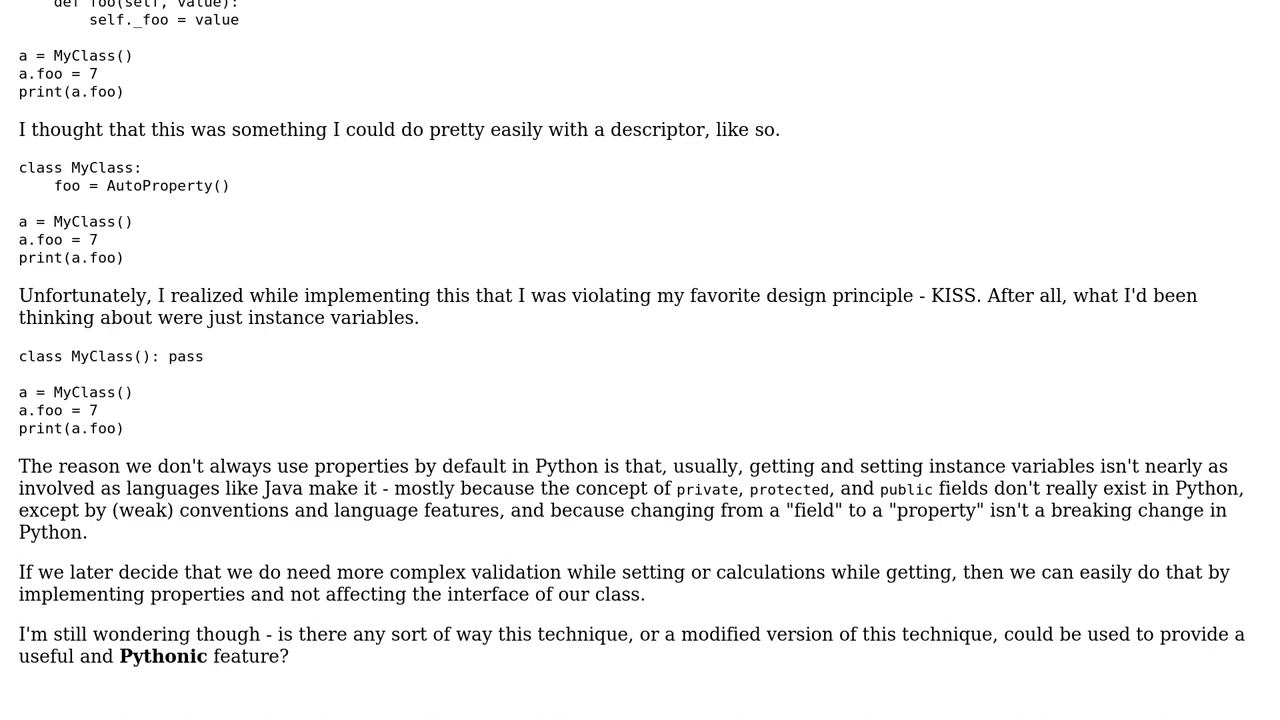 def foo(self, value):
        self._foo = value
a = MyClass()
a.foo = 7
print(a.foo)
I thought that this was something I could do pretty easily with a descriptor, like so.
class MyClass:
    foo = AutoProperty()
a = MyClass()
a.foo = 7
print(a.foo)
Unfortunately, I realized while implementing this that I was violating my favorite design principle - KISS. After all, what I'd been
thinking about were just instance variables.
class MyClass(): pass
a = MyClass()
a.foo = 7
print(a.foo)
The reason we don't always use properties by default in Python is that, usually, getting and setting instance variables isn't nearly as
involved as languages like Java make it - mostly because the concept of private, protected, and public fields don't really exist in Python,
except by (weak) conventions and language features, and because changing from a "field" to a "property" isn't a breaking change in
Python.
If we later decide that we do need more complex validation while setting or calculations while getting, then we can easily do that by
implementing properties and not affecting the interface of our class.
I'm still wondering though - is there any sort of way this technique, or a modified version of this technique, could be used to provide a
useful and Pythonic feature?